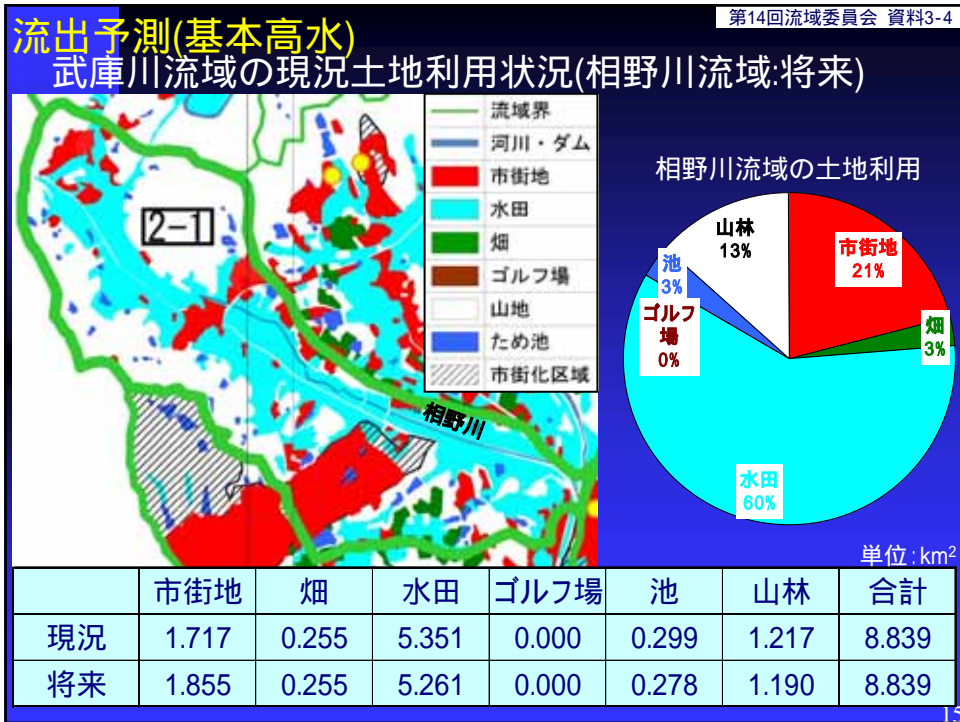 第14回流域委員会 資料3-4
流出予測(基本高水)
武庫川流域の現況土地利用状況(相野川流域:将来)
流域界
河川・ダム
市街地
水田
畑
ゴルフ場
山地
ため池
市街化区域
2-1
相野川
相野川流域の土地利用
山林
13%
市街地
21%
池
3%
畑
3%
ゴルフ
場
0%
水田
60%
単位:km²
市街地 畑 水田 ゴルフ場 池 山林 合計
現況 1.717 0.255 5.351 0.000 0.299 1.217 8.839
将来 1.855 0.255 5.261 0.000 0.278 1.190 8.839
15